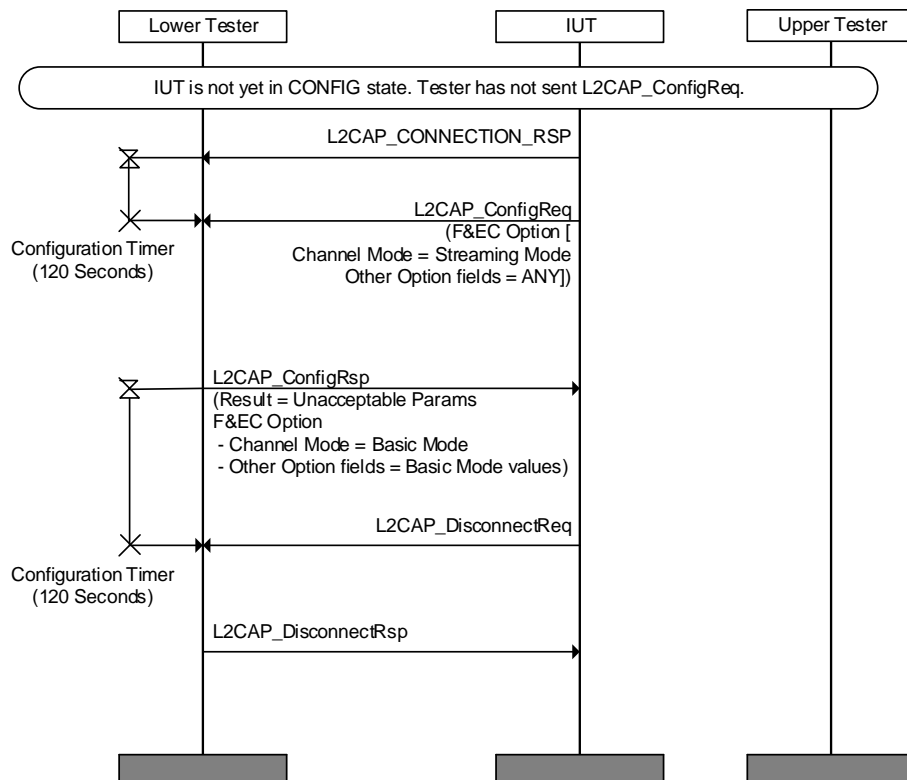 Lower Tester
IUT
Upper Tester
IUT is not yet in CONFIG state. Tester has not sent L2CAP_ConfigReq.
L2CAP_CONNECTION_RSP
L2CAP_ConfigReq
(F&EC Option [
Channel Mode = Streaming Mode
Other Option fields = ANY])
Configuration Timer
(120 Seconds)
L2CAP_ConfigRsp
(Result = Unacceptable Params
F&EC Option
- Channel Mode = Basic Mode
- Other Option fields = Basic Mode values)
L2CAP_DisconnectReq
Configuration Timer
(120 Seconds)
L2CAP_DisconnectRsp